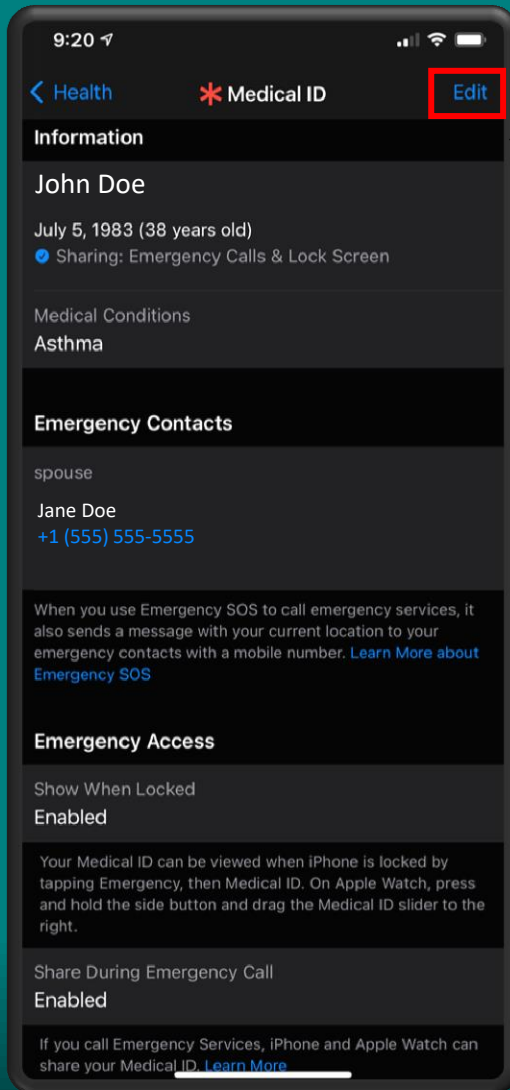 9:20
Health
Medical ID
Edit
Information
John Doe
July 5, 1983 (38 years old)
Sharing: Emergency Calls & Lock Screen
Medical Conditions
Asthma
Emergency Contacts
spouse
Jane Doe
+1 (555) 555-5555
When you use Emergency SOS to call emergency services, it
also sends a message with your current location to your
emergency contacts with a mobile number. Learn More about
Emergency SOS
Emergency Access
Show When Locked
Enabled
Your Medical ID can be viewed when iPhone is locked by
tapping Emergency, then Medical ID. On Apple Watch, press
and hold the side button and drag the Medical ID slider to the
right.
Share During Emergency Call
Enabled
If you call Emergency Services, iPhone and Apple Watch can
share your Medical ID. Learn More